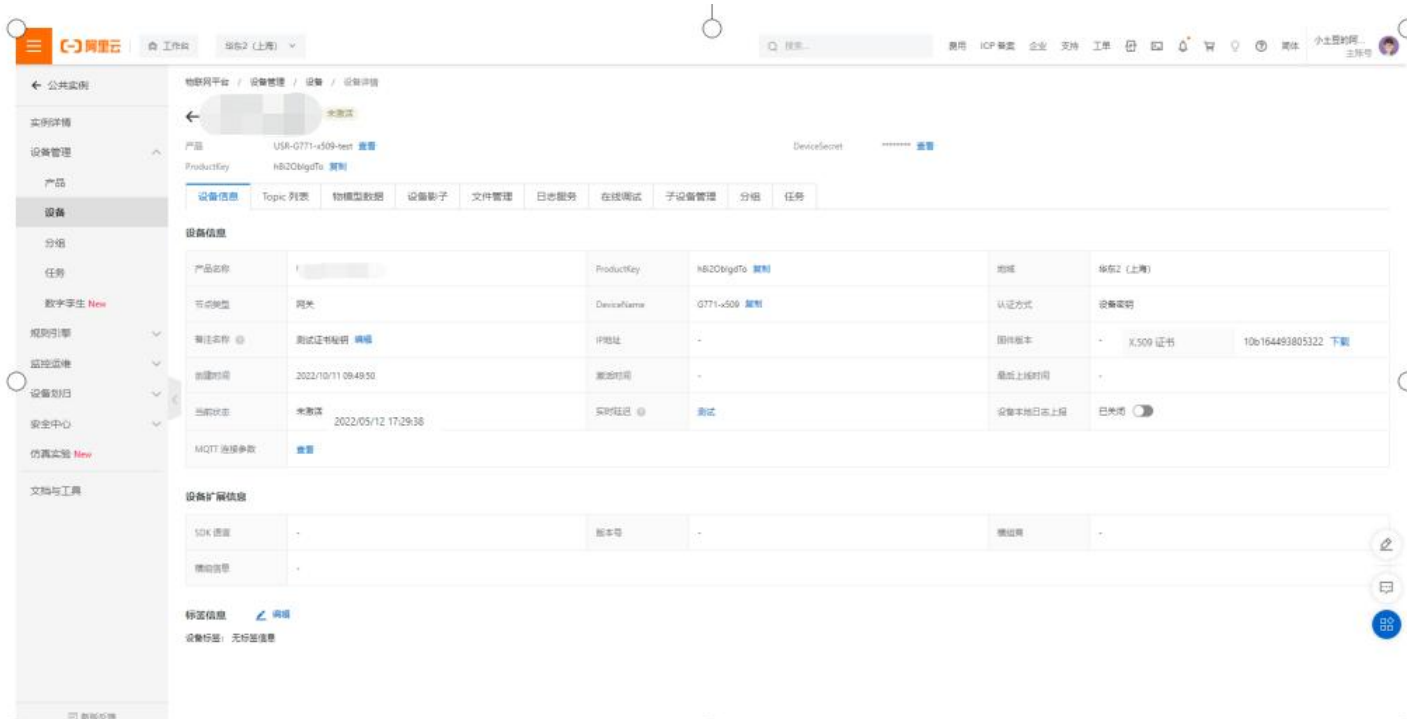 阿里云 工作台 华东2（上海） 搜索... 费用 ICP 备案 企业 支持 工单 简体 小土豆的阿... 主账号
公共实例
实例详情
设备管理
产品
设备
分组
任务
数字孪生 New
规则引擎
监控运维
设备划归
安全中心
仿真实验 New
文档与工具
物联网平台 / 设备管理 / 设备 / 设备详情
未激活
产品 USR-G771-x509-test 查看 DeviceSecret ******** 查看
ProductKey 复制
设备信息 Topic 列表 物模型数据 设备影子 文件管理 日志服务 在线调试 子设备管理 分组 任务
设备信息
产品名称 ProductKey 复制 地域 华东2（上海）
节点类型 网关 DeviceName G771-x509 复制 认证方式 设备密钥
备注名称 测试证书秘钥 编辑 IP地址 - 固件版本 - X.509 证书 10b164493805322 下载
创建时间 2022/10/11 09:49:50 激活时间 - 最后上线时间 -
当前状态 未激活 2022/05/12 17:29:38 实时延迟 测试 设备本地日志上报 已关闭
MQTT 连接参数 查看
设备扩展信息
SDK 语言 - 版本号 - 模组商 -
模组信息 -
标签信息 编辑
设备标签：无标签信息